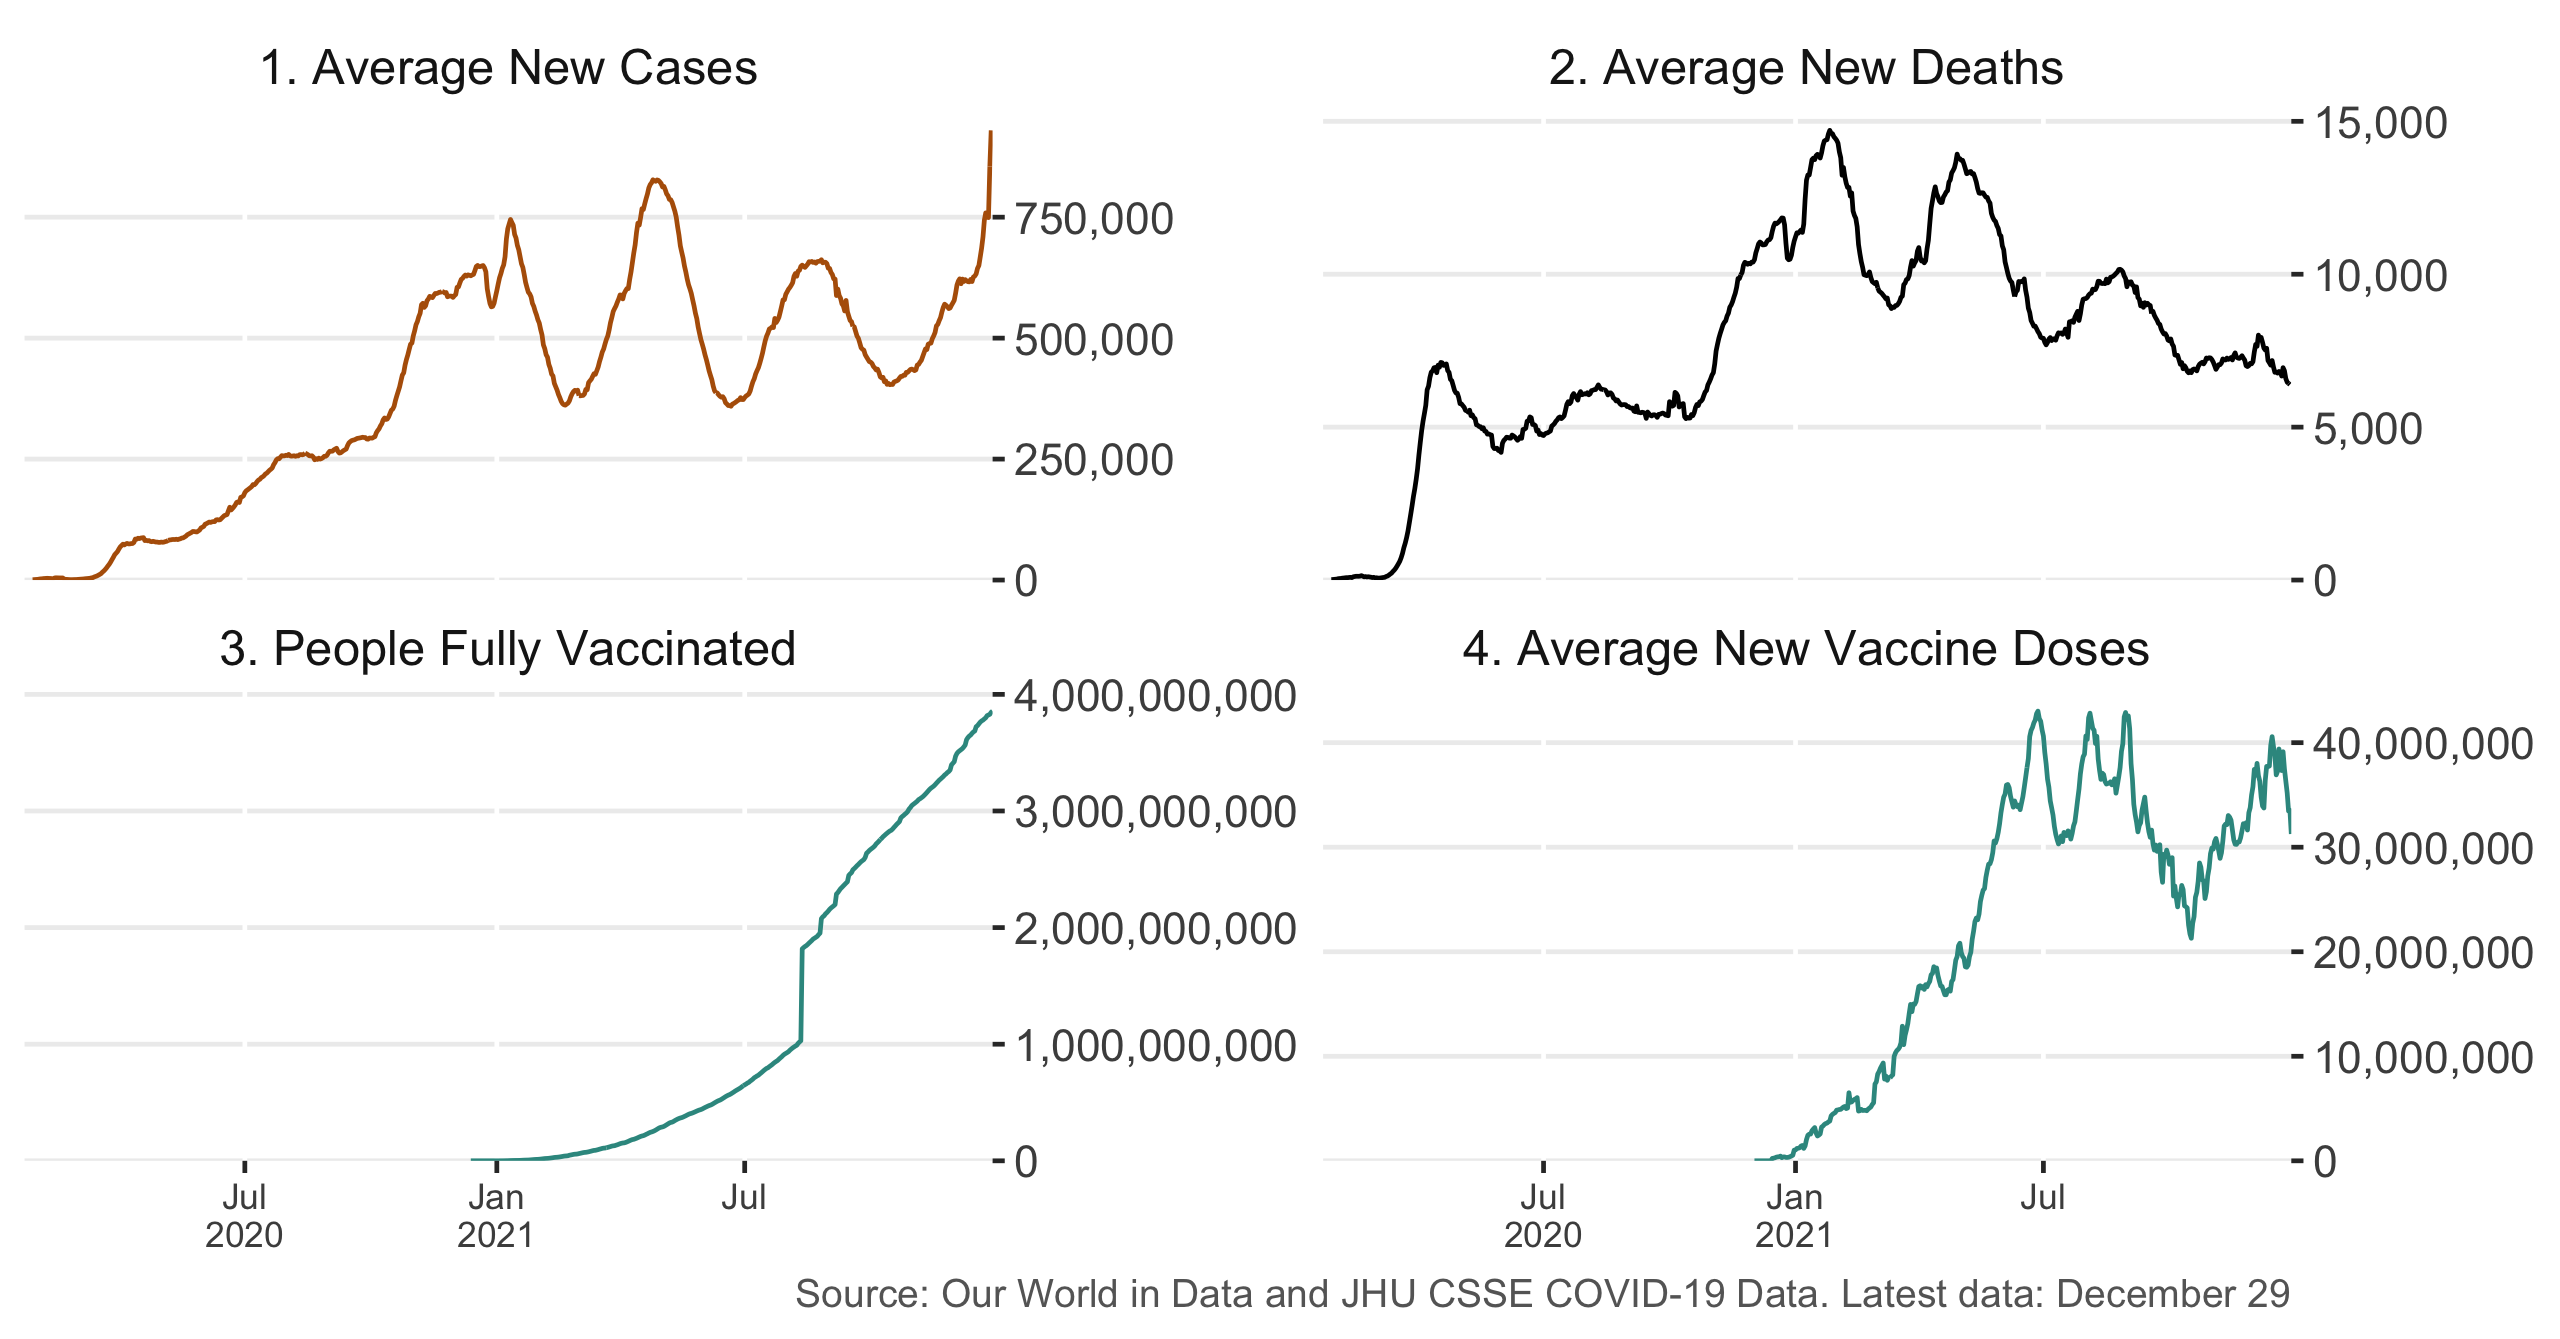 1. Average New Cases
750,000
500,000
250,000
0
2. Average New Deaths
15,000
10,000
5,000
0
3. People Fully Vaccinated
4,000,000,000
3,000,000,000
2,000,000,000
1,000,000,000
0
Jul
2020
Jan
2021
Jul
4. Average New Vaccine Doses
40,000,000
30,000,000
20,000,000
10,000,000
0
Jul
2020
Jan
2021
Jul
Source: Our World in Data and JHU CSSE COVID-19 Data. Latest data: December 29